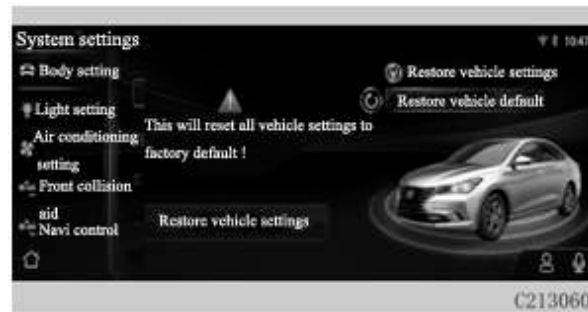 System settings
10:47
Body setting
Restore vehicle settings
Light setting
Restore vehicle default
Air conditioning
setting
This will reset all vehicle settings to
factory default !
Front collision
aid
Navi control
Restore vehicle settings
C213060